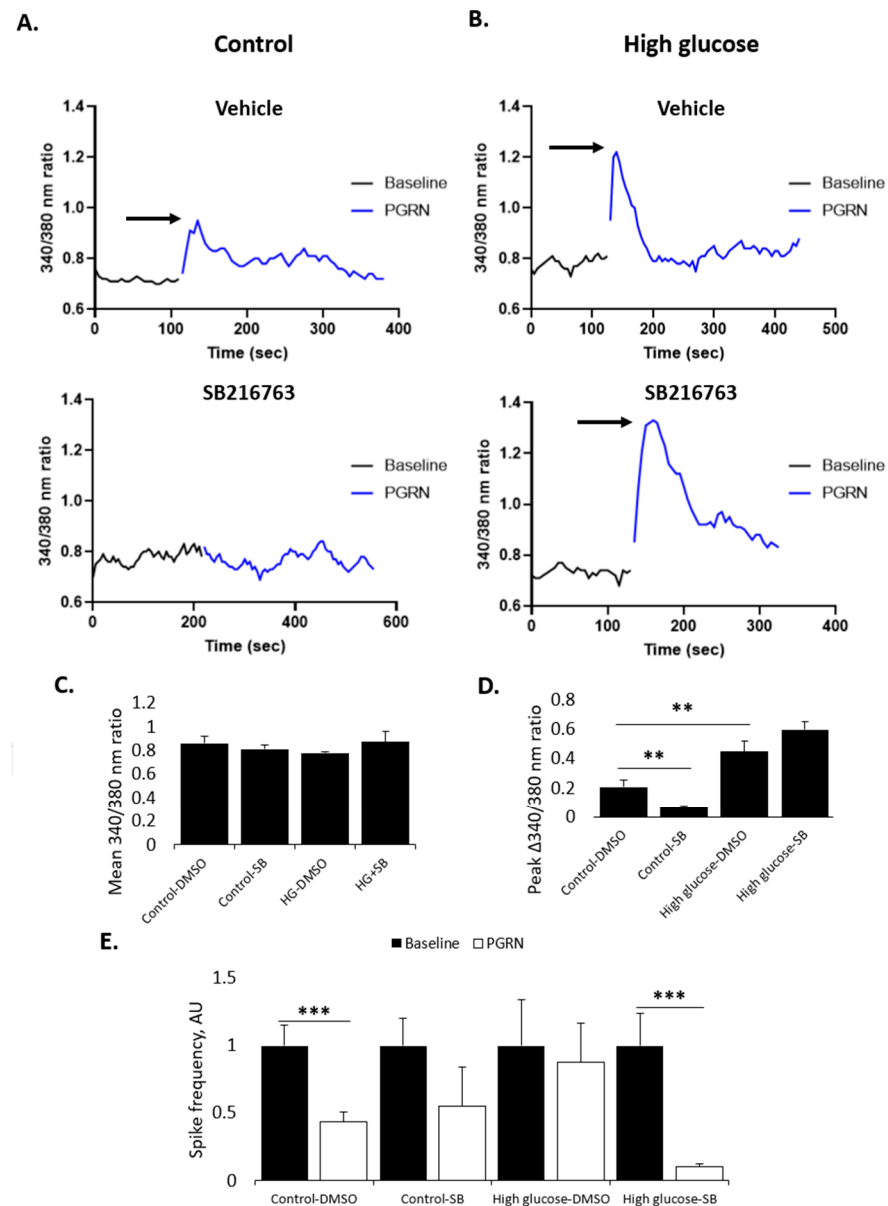 A.
Control
Vehicle
340/380 nm ratio
1.4
1.2
1.0
0.8
0.6
0
100
200
300
400
Time (sec)
Baseline
PGRN
SB216763
340/380 nm ratio
1.4
1.2
1.0
0.8
0.6
0
200
400
600
Time (sec)
Baseline
PGRN
B.
High glucose
Vehicle
340/380 nm ratio
1.4
1.2
1.0
0.8
0.6
0
100
200
300
400
500
Time (sec)
Baseline
PGRN
SB216763
340/380 nm ratio
1.4
1.2
1.0
0.8
0.6
0
100
200
300
400
Time (sec)
Baseline
PGRN
C.
Mean 340/380 nm ratio
1.2
1
0.8
0.6
0.4
0.2
0
Control-DMSO
Control-SB
HG-DMSO
HG+SB
D.
Peak Δ340/380 nm ratio
0.8
0.6
0.4
0.2
0
**
**
Control-DMSO
Control-SB
High glucose-DMSO
High glucose-SB
E.
Baseline
PGRN
Spike frequency, AU
1.5
1
0.5
0
***
***
Control-DMSO
Control-SB
High glucose-DMSO
High glucose-SB